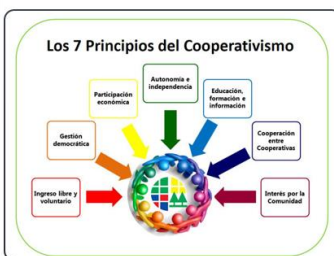 Los 7 Principios del Cooperativismo
Autonomía e
independencia
Participación
económica
Educación,
formación e
información
Gestión
democrática
Cooperación
entre
Cooperativas
Ingreso libre y
voluntario
Interés por la
Comunidad